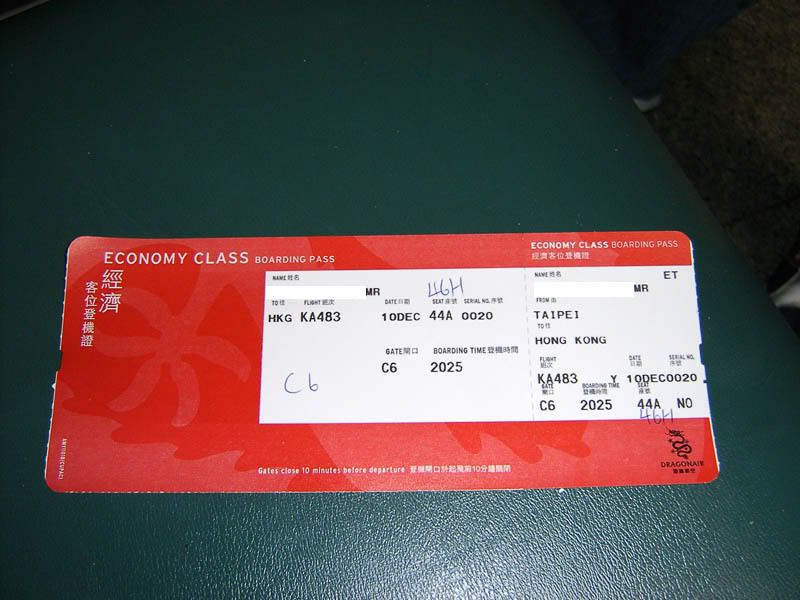 ECONOMY CLASS BOARDING PASS
經濟
客位登機證
NAME 姓名
MR
46H
TO 往 FLIGHT 航次 DATE 日期 SEAT 座號 SERIAL NO. 序號
HKG KA483 10DEC 44A 0020
GATE 閘口 BOARDING TIME 登機時間
C6 2025
C6
Gates close 10 minutes before departure 登機閘口於起飛前10分鐘關閉
ECONOMY CLASS BOARDING PASS
經濟客位登機證
NAME 姓名 ET
MR
FROM 由
TAIPEI
TO 往
HONG KONG
FLIGHT DATE SERIAL NO.
航次 日期 序號
KA483 Y 10DEC0020
GATE BOARDING TIME SEAT
閘口 登機時間 座號
C6 2025 44A NO
46H
DRAGONAIR
港龍航空